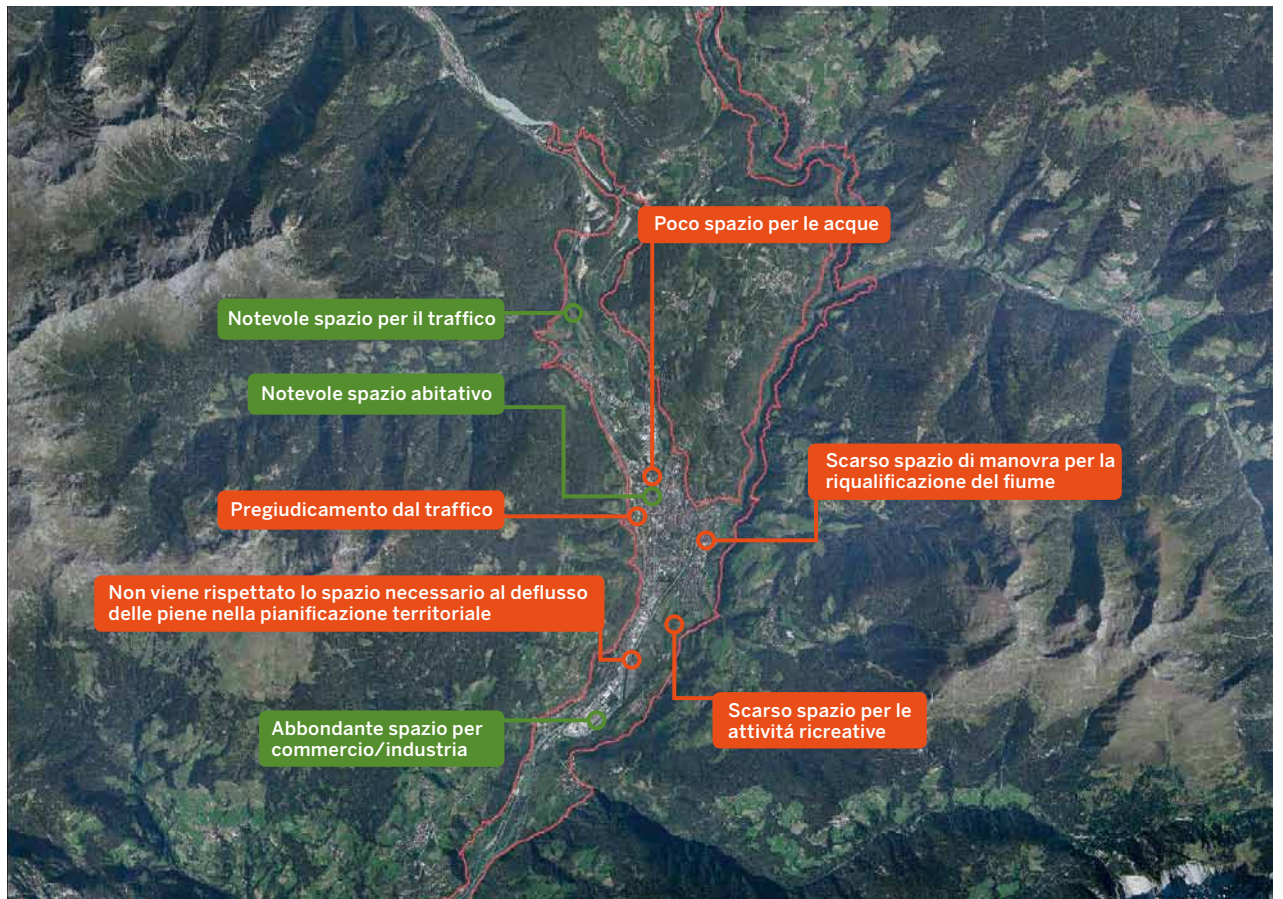 Poco spazio per le acque
Notevole spazio per il traffico
Notevole spazio abitativo
Scarso spazio di manovra per la
riqualificazione del fiume
Pregiudicamento dal traffico
Non viene rispettato lo spazio necessario al deflusso
delle piene nella pianificazione territoriale
Scarso spazio per le
attivitá ricreative
Abbondante spazio per
commercio/industria